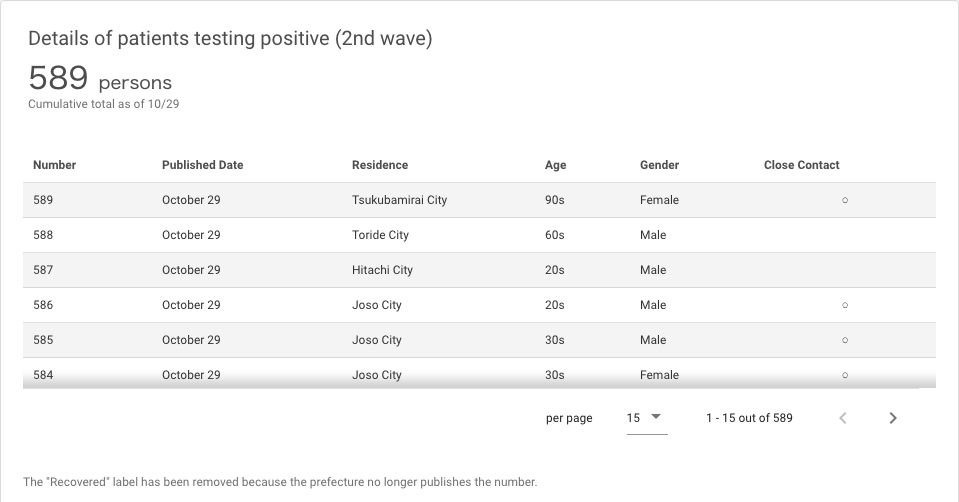 Details of patients testing positive (2nd wave)
589 persons
Cumulative total as of 10/29
Number Published Date Residence Age Gender Close Contact
589 October 29 Tsukubamirai City 90s Female ○
588 October 29 Toride City 60s Male
587 October 29 Hitachi City 20s Male
586 October 29 Joso City 20s Male ○
585 October 29 Joso City 30s Male ○
584 October 29 Joso City 30s Female ○
per page 15 1 - 15 out of 589
The "Recovered" label has been removed because the prefecture no longer publishes the number.